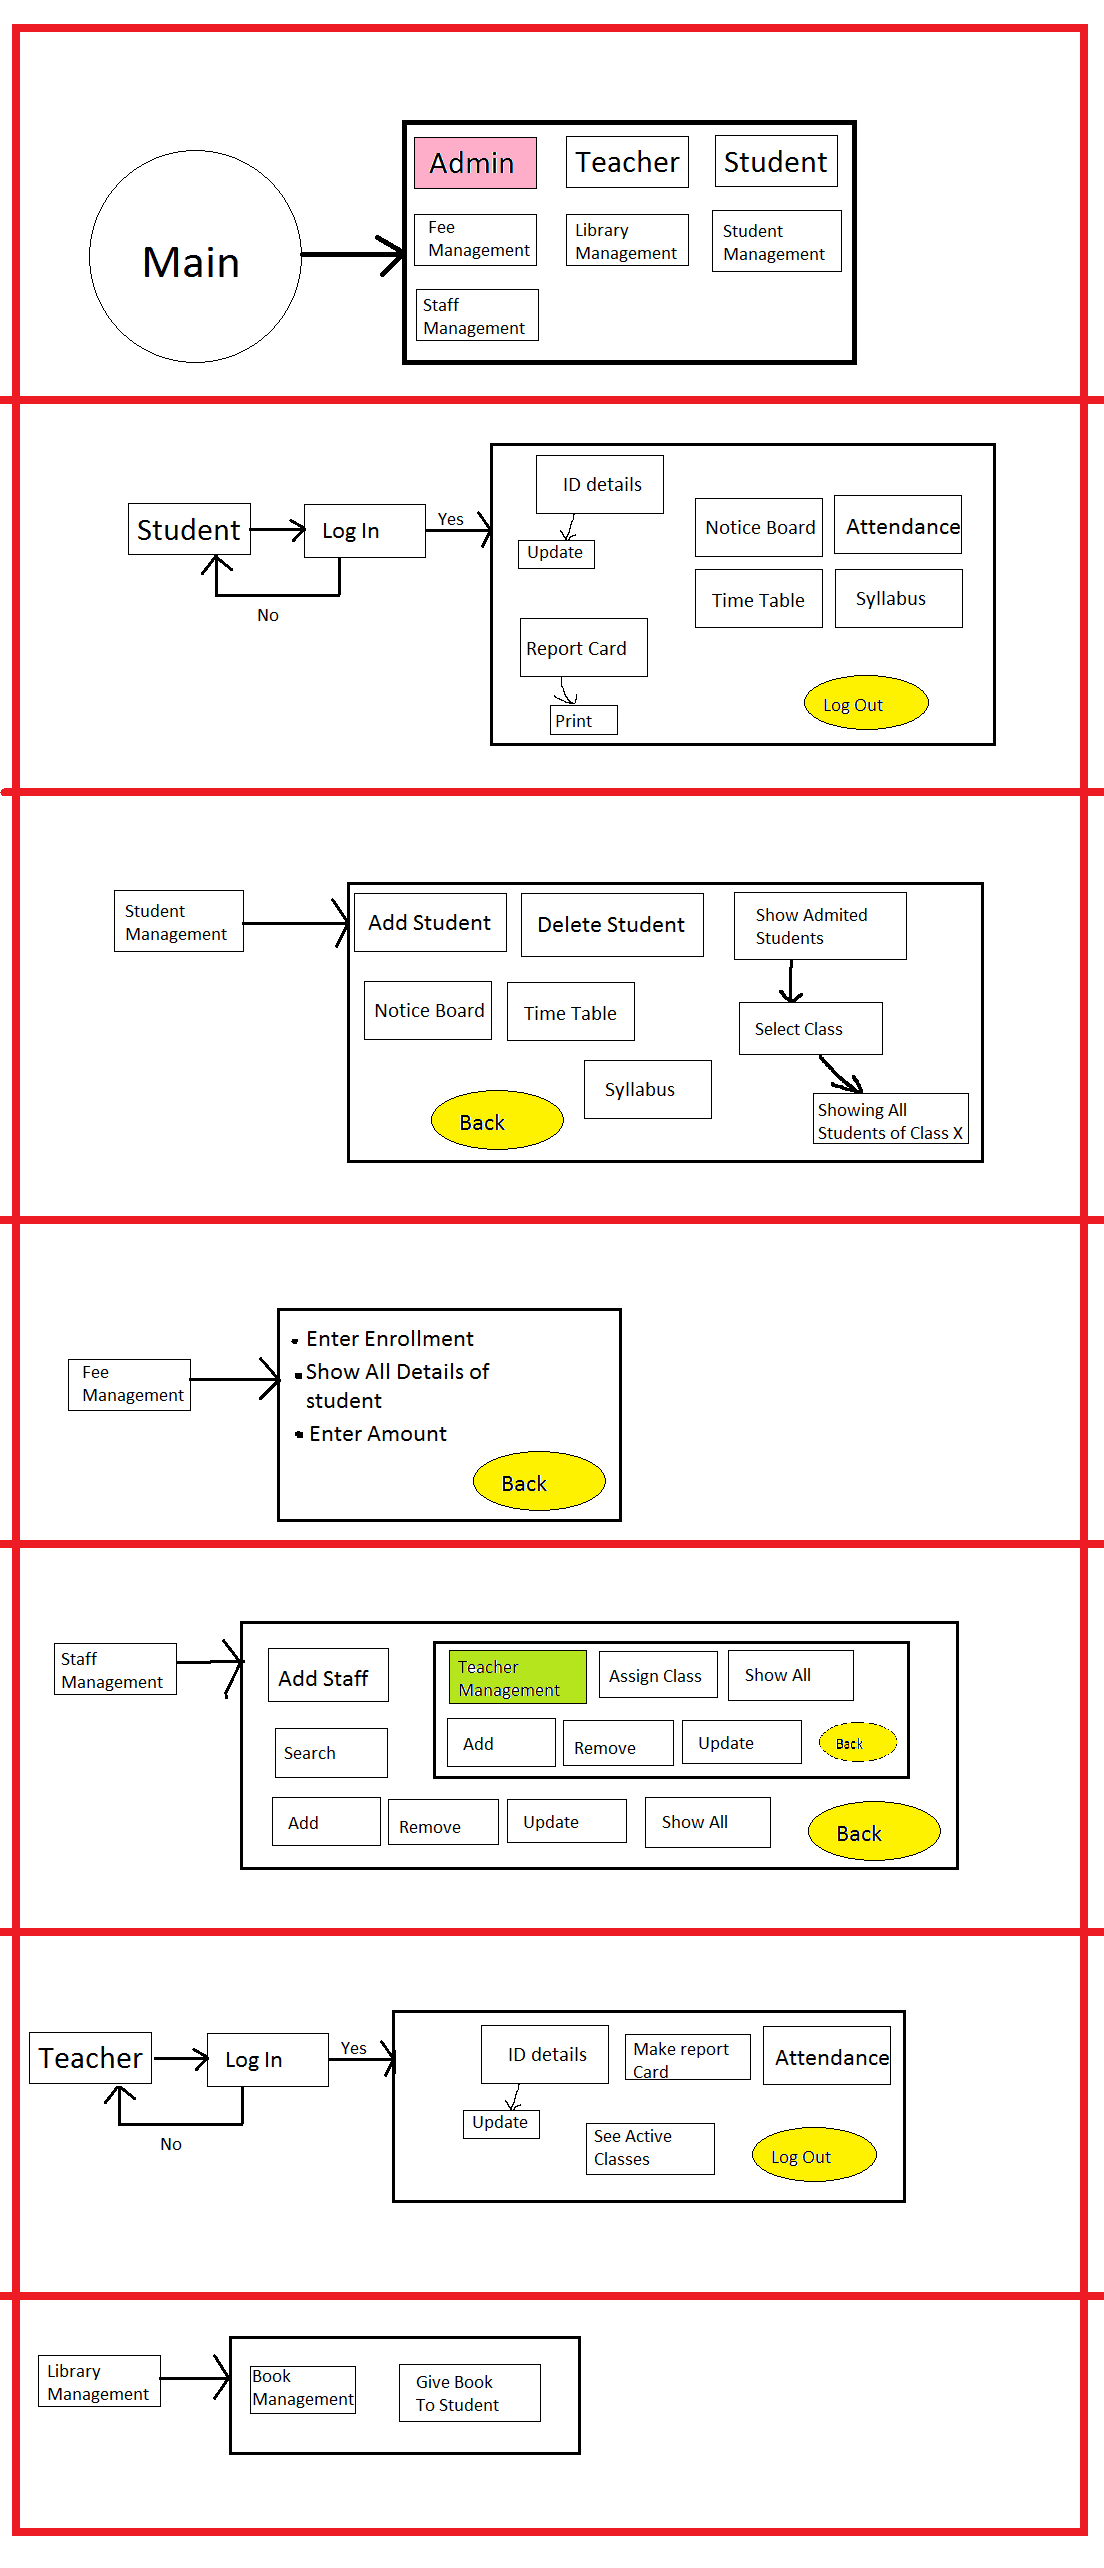 Main
Admin
Teacher
Student
Fee
Management
Library
Management
Student
Management
Staff
Management
Student
Log In
Yes
No
ID details
Update
Notice Board
Attendance
Time Table
Syllabus
Report Card
Print
Log Out
Student
Management
Add Student
Delete Student
Show Admited
Students
Notice Board
Time Table
Select Class
Syllabus
Back
Showing All
Students of Class X
Fee
Management
• Enter Enrollment
• Show All Details of
student
• Enter Amount
Back
Staff
Management
Add Staff
Teacher
Management
Assign Class
Show All
Search
Add
Remove
Update
Back
Add
Remove
Update
Show All
Back
Teacher
Log In
Yes
No
ID details
Update
Make report
Card
Attendance
See Active
Classes
Log Out
Library
Management
Book
Management
Give Book
To Student